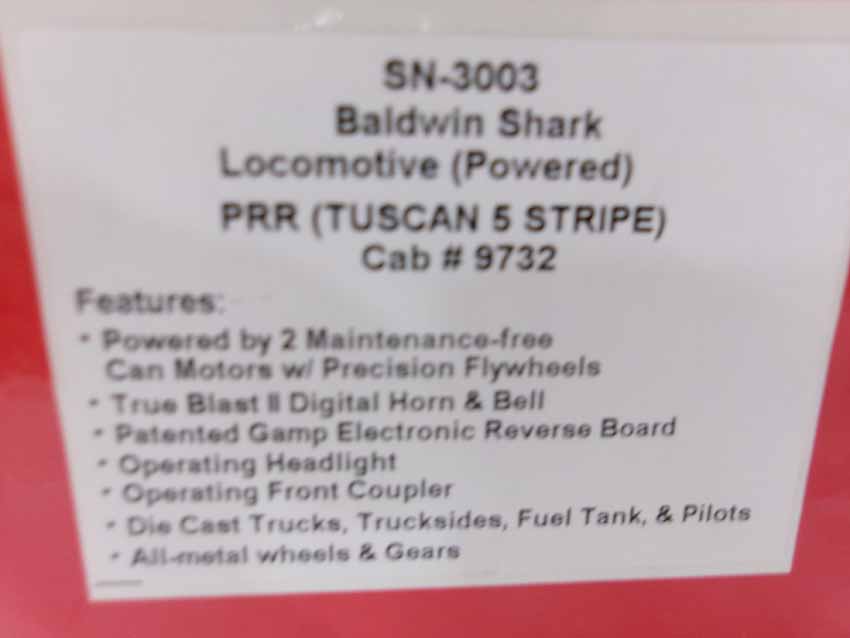 SN-3003
Baldwin Shark
Locomotive (Powered)
PRR (TUSCAN 5 STRIPE)
Cab # 9732
Features:
• Powered by 2 Maintenance-free
Can Motors w/ Precision Flywheels
• True Blast II Digital Horn & Bell
• Patented Gamp Electronic Reverse Board
• Operating Headlight
• Operating Front Coupler
• Die Cast Trucks, Trucksides, Fuel Tank, & Pilots
• All-metal wheels & Gears